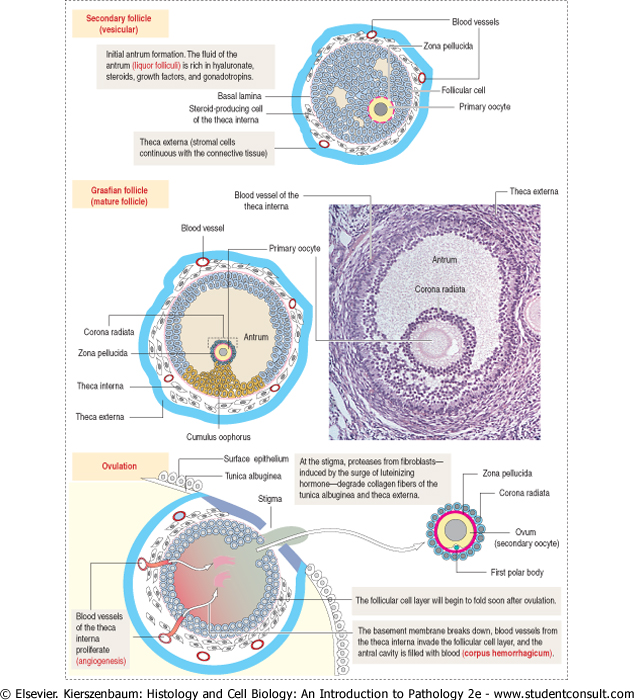 Secondary follicle
(vesicular)
Initial antrum formation. The fluid of the
antrum (liquor folliculi) is rich in hyaluronate,
steroids, growth factors, and gonadotropins.
Blood vessels
Zona pellucida
Follicular cell
Primary oocyte
Basal lamina
Steroid-producing cell
of the theca interna
Theca externa (stromal cells
continuous with the connective tissue)
Graafian follicle
(mature follicle)
Blood vessel of the
theca interna
Theca externa
Blood vessel
Primary oocyte
Antrum
Corona radiata
Corona radiata
Antrum
Zona pellucida
Theca interna
Theca externa
Cumulus oophorus
Ovulation
Surface epithelium
Tunica albuginea
Stigma
At the stigma, proteases from fibroblasts—
induced by the surge of luteinizing
hormone—degrade collagen fibers of the
tunica albuginea and theca externa.
Zona pellucida
Corona radiata
Ovum
(secondary oocyte)
First polar body
Blood vessels
of the theca
interna
proliferate
(angiogenesis)
The follicular cell layer will begin to fold soon after ovulation.
The basement membrane breaks down, blood vessels from
the theca interna invade the follicular cell layer, and the
antral cavity is filled with blood (corpus hemorrhagicum).
© Elsevier. Kierszenbaum: Histology and Cell Biology: An Introduction to Pathology 2e - www.studentconsult.com